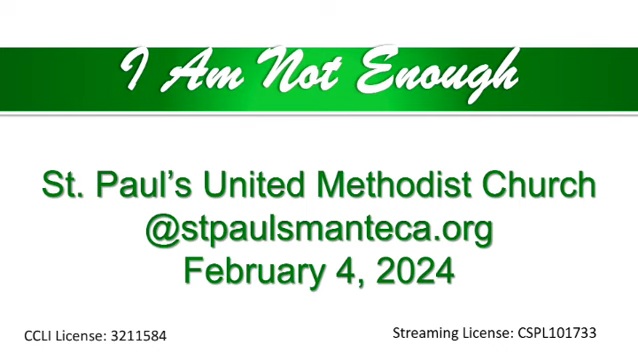 I Am Not Enough
St. Paul's United Methodist Church
@stpaulsmanteca.org
February 4, 2024
CCLI License: 3211584
Streaming License: CSPL101733